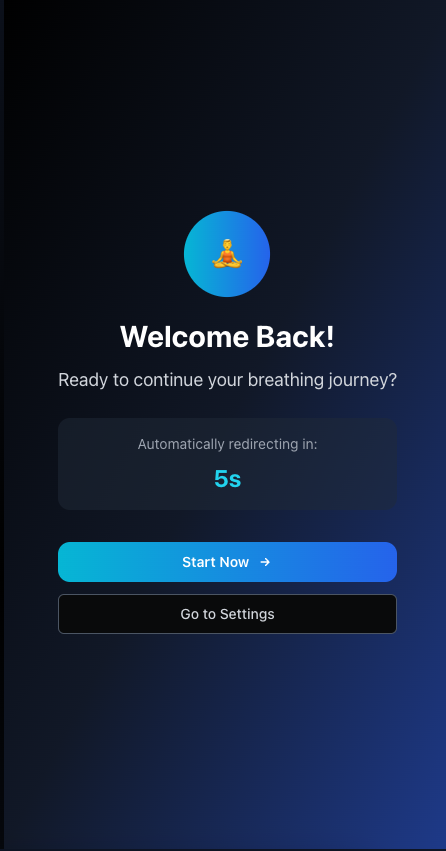 Welcome Back!
Ready to continue your breathing journey?
Automatically redirecting in:
5s
Start Now →
Go to Settings